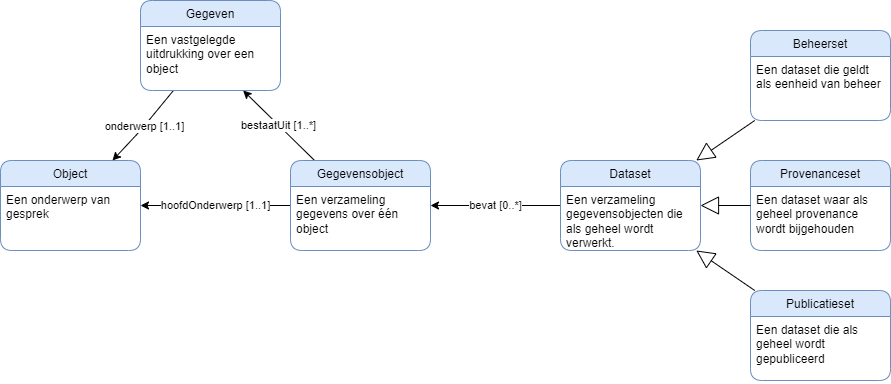 Gegeven
Een vastgelegde
uitdrukking over een
object
Beheerset
Een dataset die geldt
als eenheid van beheer
onderwerp [1..1]
bestaatUit [1..*]
Object
Een onderwerp van
gesprek
hoofdOnderwerp [1..1]
Gegevensobject
Een verzameling
gegevens over één
object
bevat [0..*]
Dataset
Een verzameling
gegevensobjecten die
als geheel wordt
verwerkt.
Provenanceset
Een dataset waar als
geheel provenance
wordt bijgehouden
Publicatieset
Een dataset die als
geheel wordt
gepubliceerd